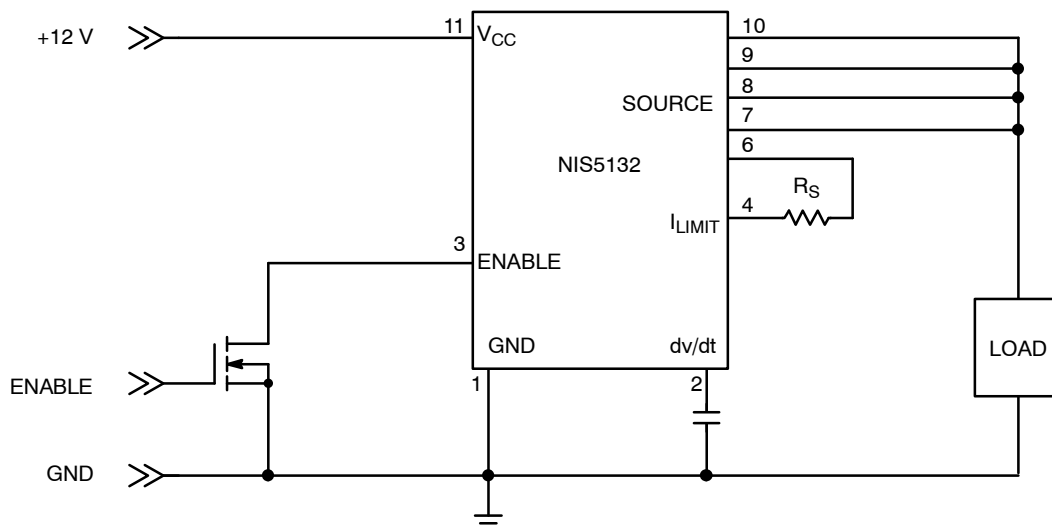 +12 V
11
V_CC
10
9
8
SOURCE
7
6
NIS5132
R_S
4
I_LIMIT
3
ENABLE
GND
dv/dt
LOAD
ENABLE
1
2
GND